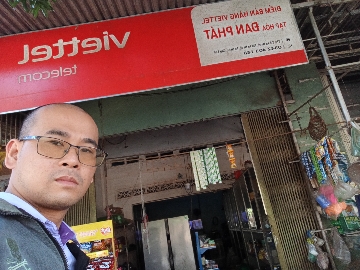 viettel
telecom
ĐIỂM BÁN HÀNG VIETTEL
TẠP HÓA
ĐAN PHÁT